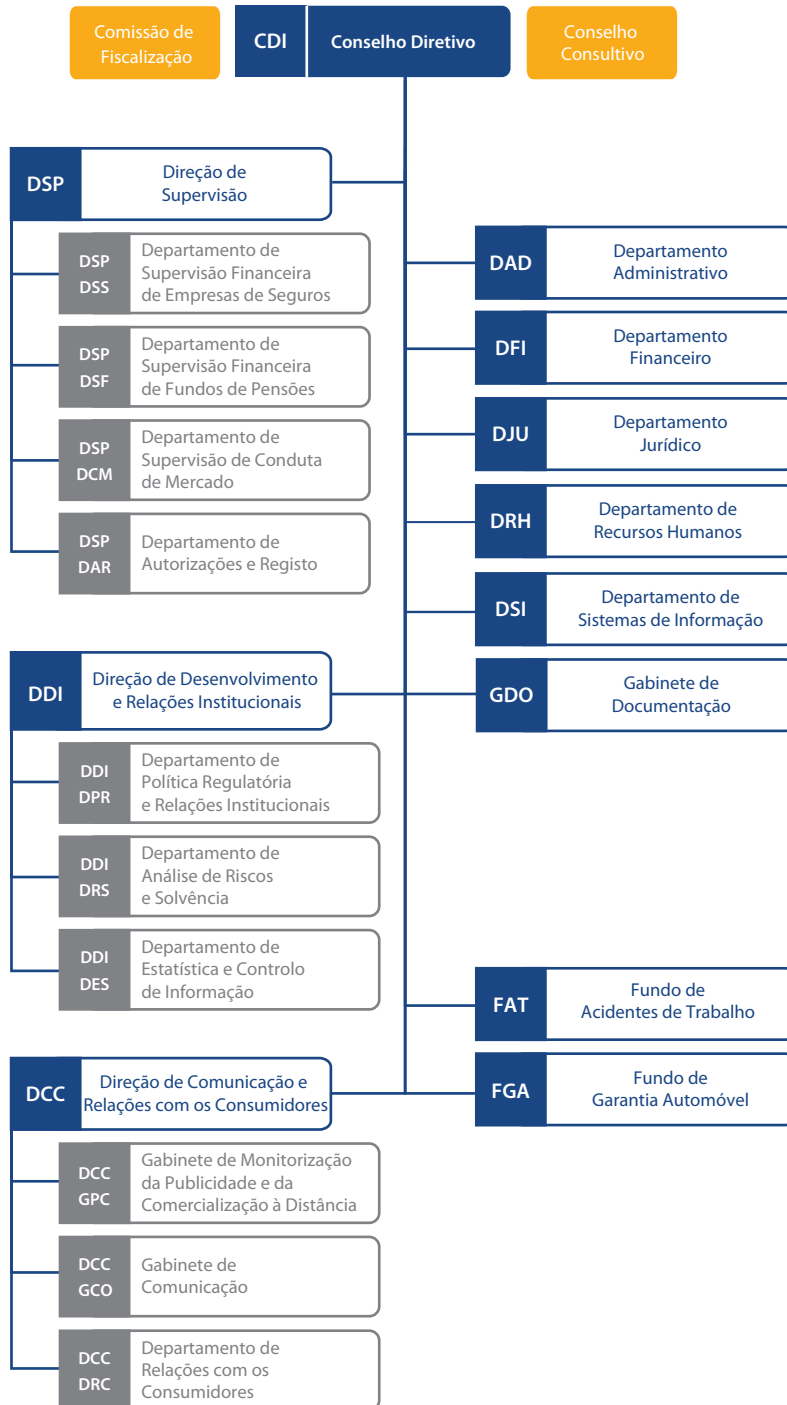 Comissão de
Fiscalização
CDI
Conselho Diretivo
Conselho
Consultivo
DSP
Direção de
Supervisão
DSP
DSS
Departamento de
Supervisão Financeira
de Empresas de Seguros
DSP
DSF
Departamento de
Supervisão Financeira
de Fundos de Pensões
DSP
DCM
Departamento de
Supervisão de Conduta
de Mercado
DSP
DAR
Departamento de
Autorizações e Registo
DDI
Direção de Desenvolvimento
e Relações Institucionais
DDI
DPR
Departamento de
Política Regulatória
e Relações Institucionais
DDI
DRS
Departamento de
Análise de Riscos
e Solvência
DDI
DES
Departamento de
Estatística e Controlo
de Informação
DCC
Direção de Comunicação e
Relações com os Consumidores
DCC
GPC
Gabinete de Monitorização
da Publicidade e da
Comercialização à Distância
DCC
GCO
Gabinete de
Comunicação
DCC
DRC
Departamento de
Relações com os
Consumidores
DAD
Departamento
Administrativo
DFI
Departamento
Financeiro
DJU
Departamento
Jurídico
DRH
Departamento de
Recursos Humanos
DSI
Departamento de
Sistemas de Informação
GDO
Gabinete de
Documentação
FAT
Fundo de
Acidentes de Trabalho
FGA
Fundo de
Garantia Automóvel